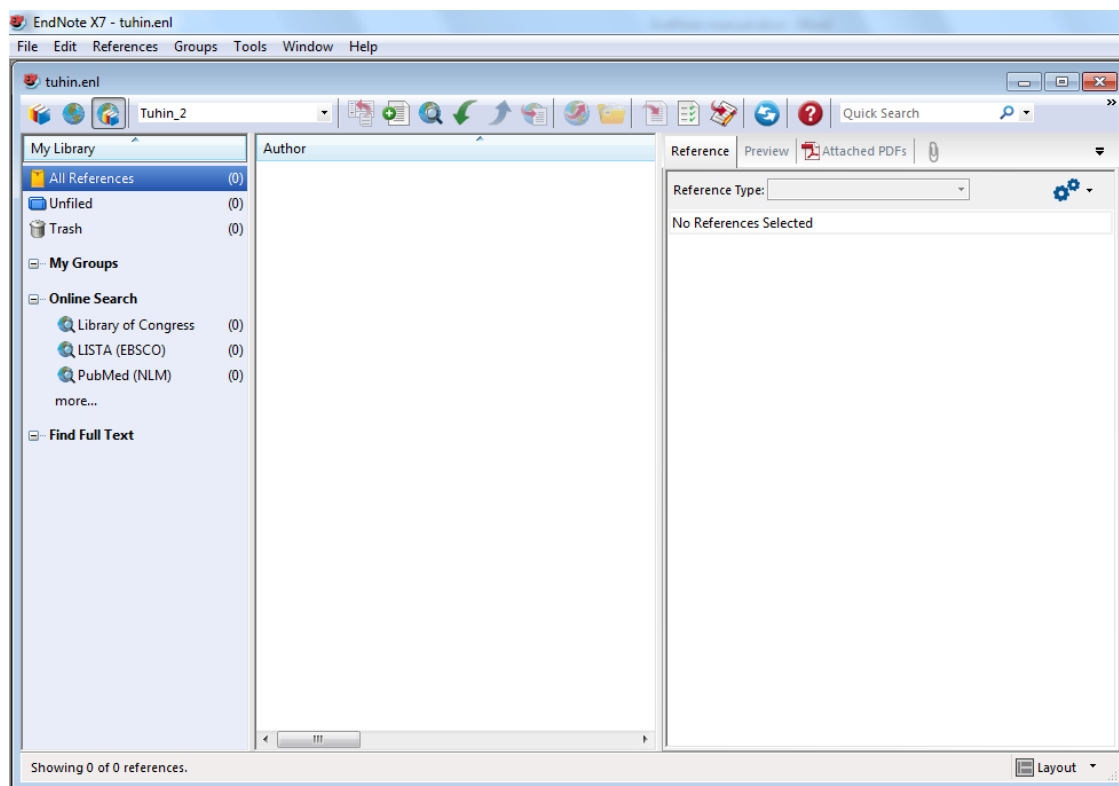 EndNote X7 - tuhin.enl
File Edit References Groups Tools Window Help
tuhin.enl
Tuhin_2 Quick Search »
My Library Author Reference Preview Attached PDFs
All References (0) Reference Type:
Unfiled (0) No References Selected
Trash (0)
My Groups
Online Search
Library of Congress (0)
LISTA (EBSCO) (0)
PubMed (NLM) (0)
more...
Find Full Text
Showing 0 of 0 references. Layout